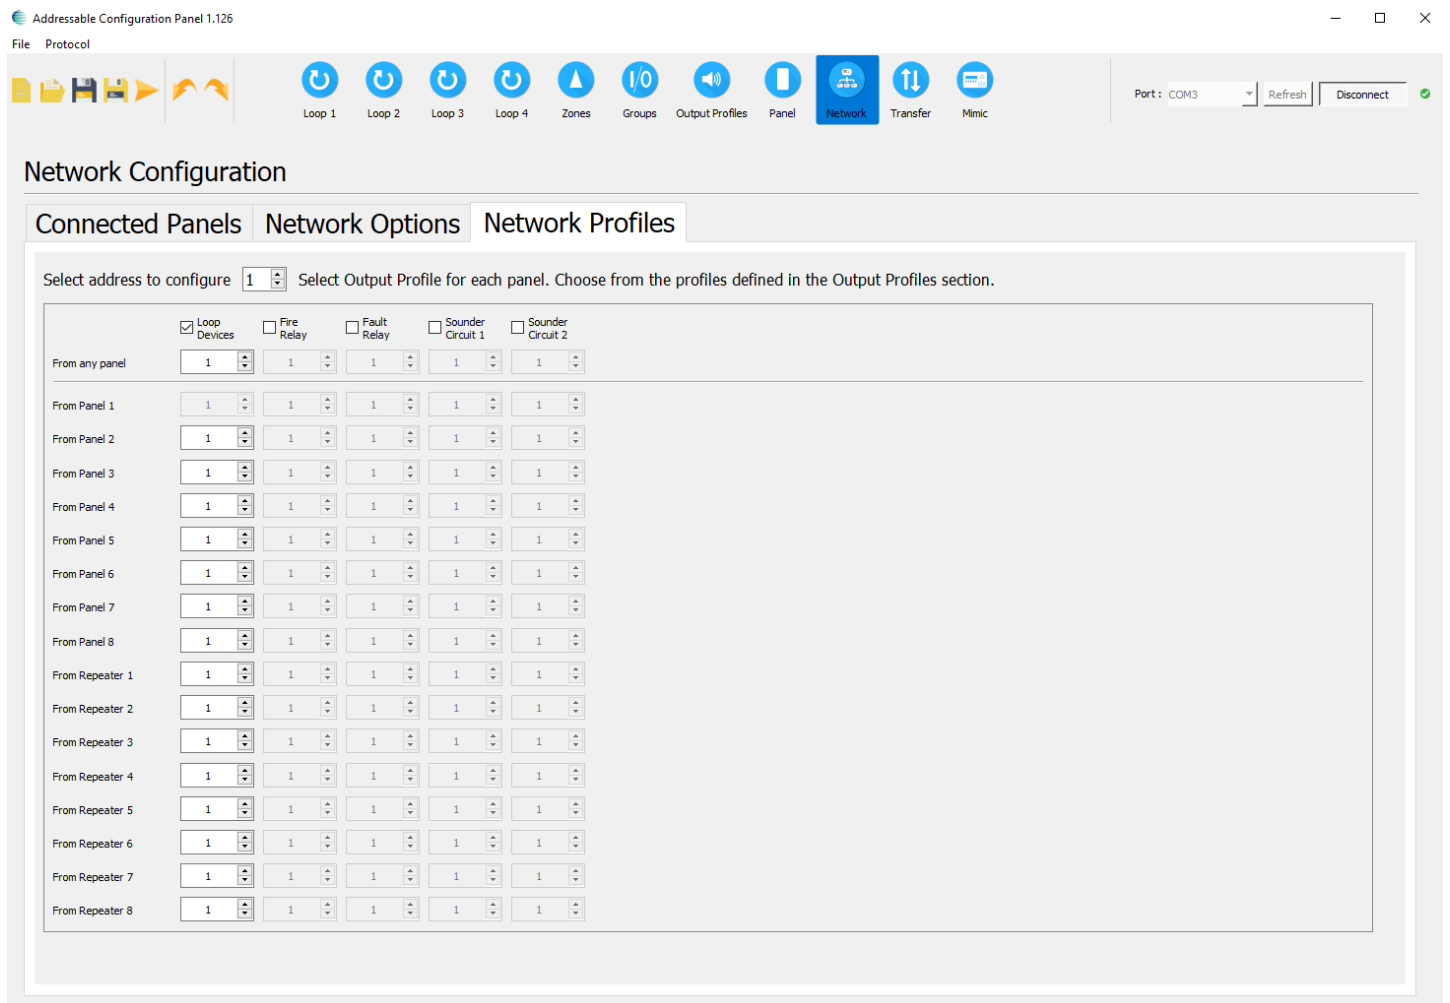 Addressable Configuration Panel 1.126
File Protocol
Loop 1 Loop 2 Loop 3 Loop 4 Zones Groups Output Profiles Panel Network Transfer Mimic
I/O
Port : COM3 Refresh Disconnect
Network Configuration
Connected Panels Network Options Network Profiles
Select address to configure 1 Select Output Profile for each panel. Choose from the profiles defined in the Output Profiles section.
Loop Devices Fire Relay Fault Relay Sounder Circuit 1 Sounder Circuit 2
From any panel 1 1 1 1 1
From Panel 1 1 1 1 1 1
From Panel 2 1 1 1 1 1
From Panel 3 1 1 1 1 1
From Panel 4 1 1 1 1 1
From Panel 5 1 1 1 1 1
From Panel 6 1 1 1 1 1
From Panel 7 1 1 1 1 1
From Panel 8 1 1 1 1 1
From Repeater 1 1 1 1 1 1
From Repeater 2 1 1 1 1 1
From Repeater 3 1 1 1 1 1
From Repeater 4 1 1 1 1 1
From Repeater 5 1 1 1 1 1
From Repeater 6 1 1 1 1 1
From Repeater 7 1 1 1 1 1
From Repeater 8 1 1 1 1 1